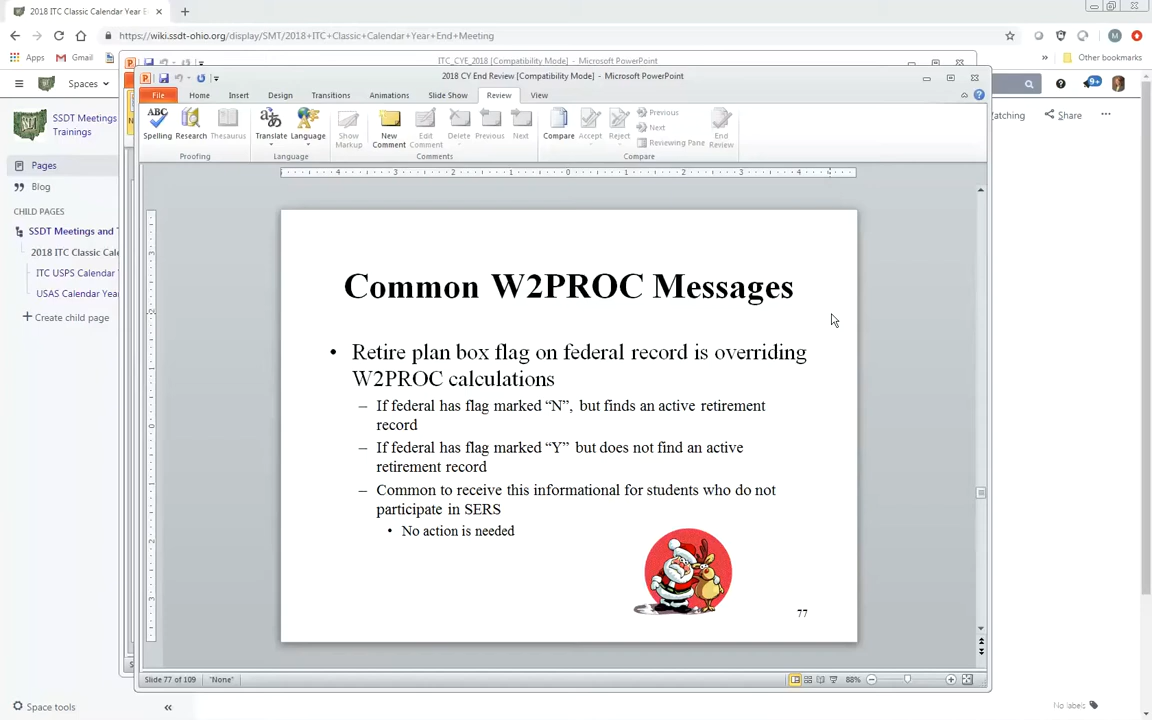 2018 ITC Classic Calendar Year E
https://wiki.ssdt-ohio.org/display/SMT/2018+ITC+Classic+Calendar+Year+End+Meeting
M
Apps
Gmail
Other bookmarks
ITC_CYE_2018 [Compatibility Mode] - Microsoft PowerPoint
2018 CY End Review [Compatibility Mode] - Microsoft PowerPoint
Spaces
9+
File
Home
Insert
Design
Transitions
Animations
Slide Show
Review
View
SSDT Meetings
Trainings
ABC
Spelling
Research
Thesaurus
Translate
Language
Show
Markup
New
Comment
Edit
Comment
Delete
Previous
Next
Compare
Accept
Reject
Previous
Next
Reviewing Pane
End
Review
Proofing
Language
Comments
Compare
atching
Share
Pages
Blog
CHILD PAGES
SSDT Meetings and T
2018 ITC Classic Cale
ITC USPS Calendar
USAS Calendar Yea
Create child page
Common W2PROC Messages
• Retire plan box flag on federal record is overriding
W2PROC calculations
– If federal has flag marked “N”, but finds an active retirement
record
– If federal has flag marked “Y” but does not find an active
retirement record
– Common to receive this informational for students who do not
participate in SERS
• No action is needed
77
Slide 77 of 109
"None"
88%
Space tools
No labels